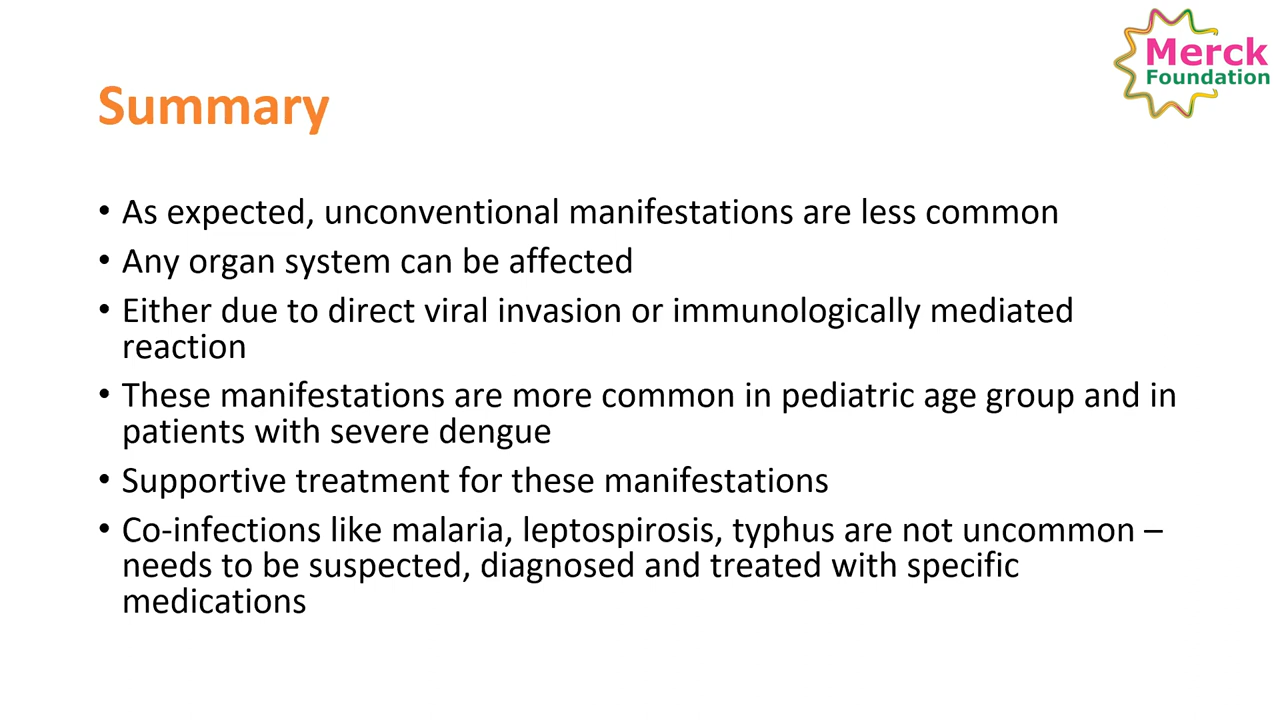 Merck
Foundation
Summary
• As expected, unconventional manifestations are less common
• Any organ system can be affected
• Either due to direct viral invasion or immunologically mediated
reaction
• These manifestations are more common in pediatric age group and in
patients with severe dengue
• Supportive treatment for these manifestations
• Co-infections like malaria, leptospirosis, typhus are not uncommon –
needs to be suspected, diagnosed and treated with specific
medications